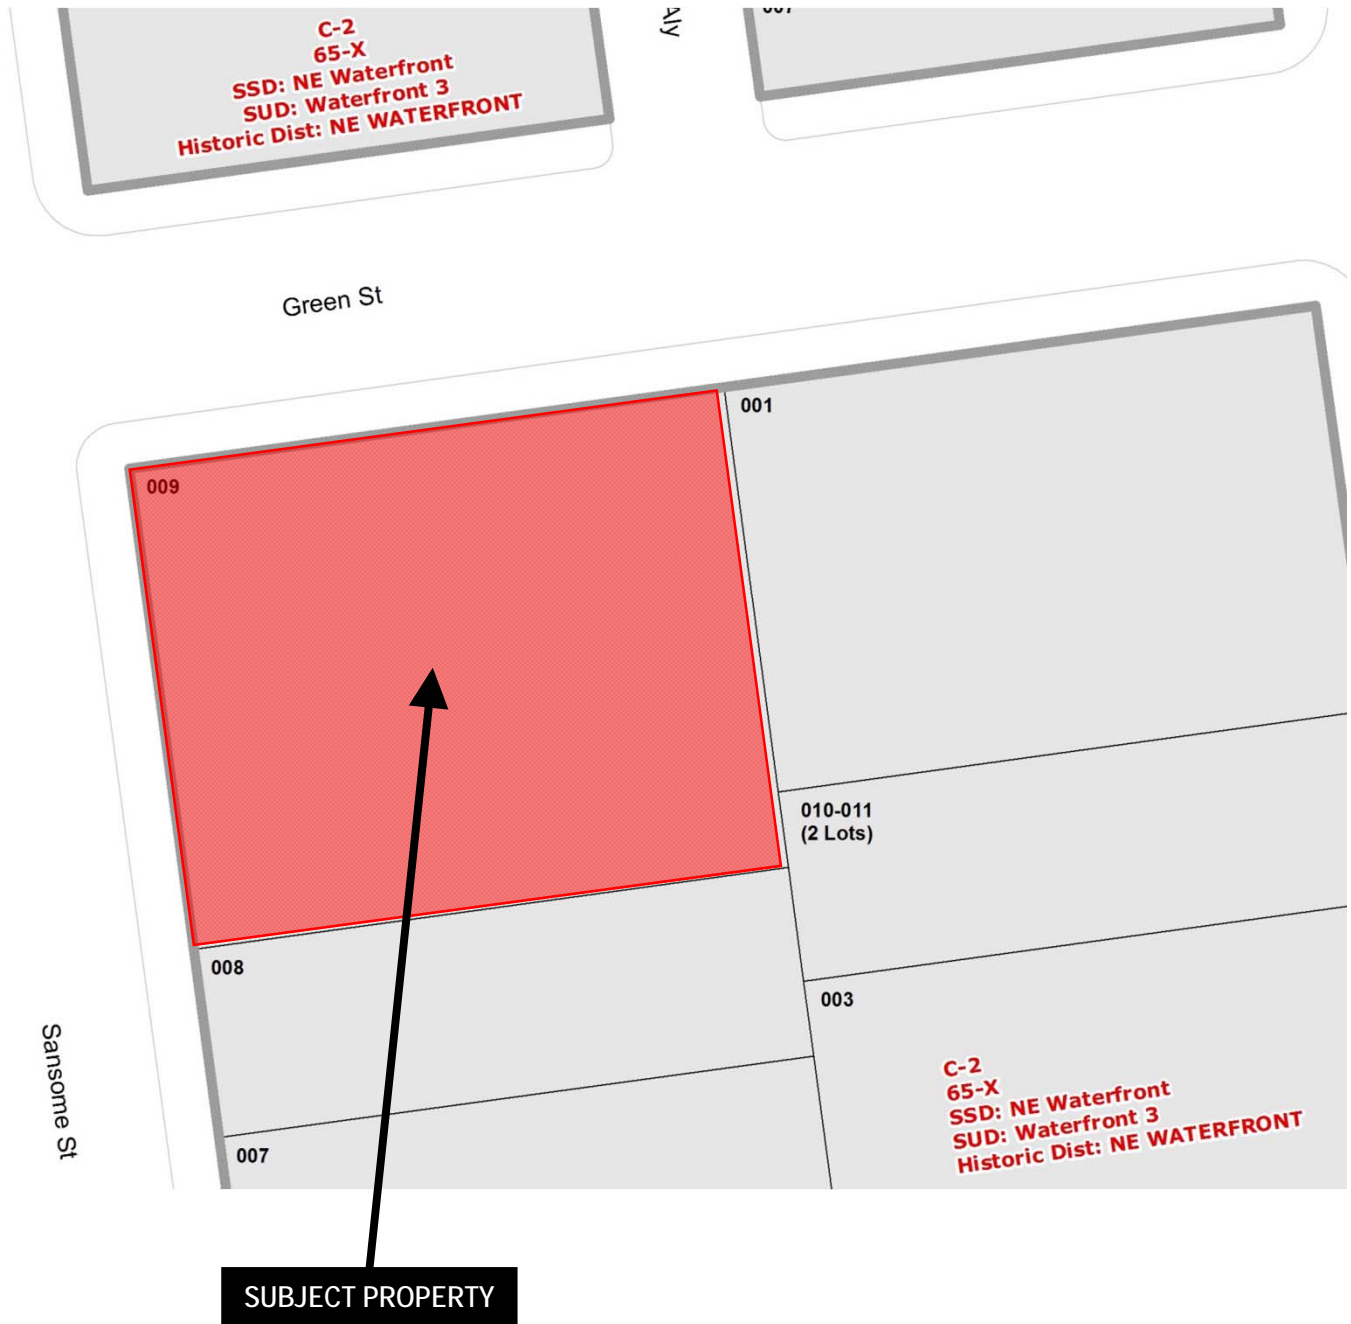 Aly
007
C-2
65-X
SSD: NE Waterfront
SUD: Waterfront 3
Historic Dist: NE WATERFRONT
Green St
001
009
010-011
(2 Lots)
008
003
Sansome St
C-2
65-X
SSD: NE Waterfront
SUD: Waterfront 3
Historic Dist: NE WATERFRONT
007
SUBJECT PROPERTY